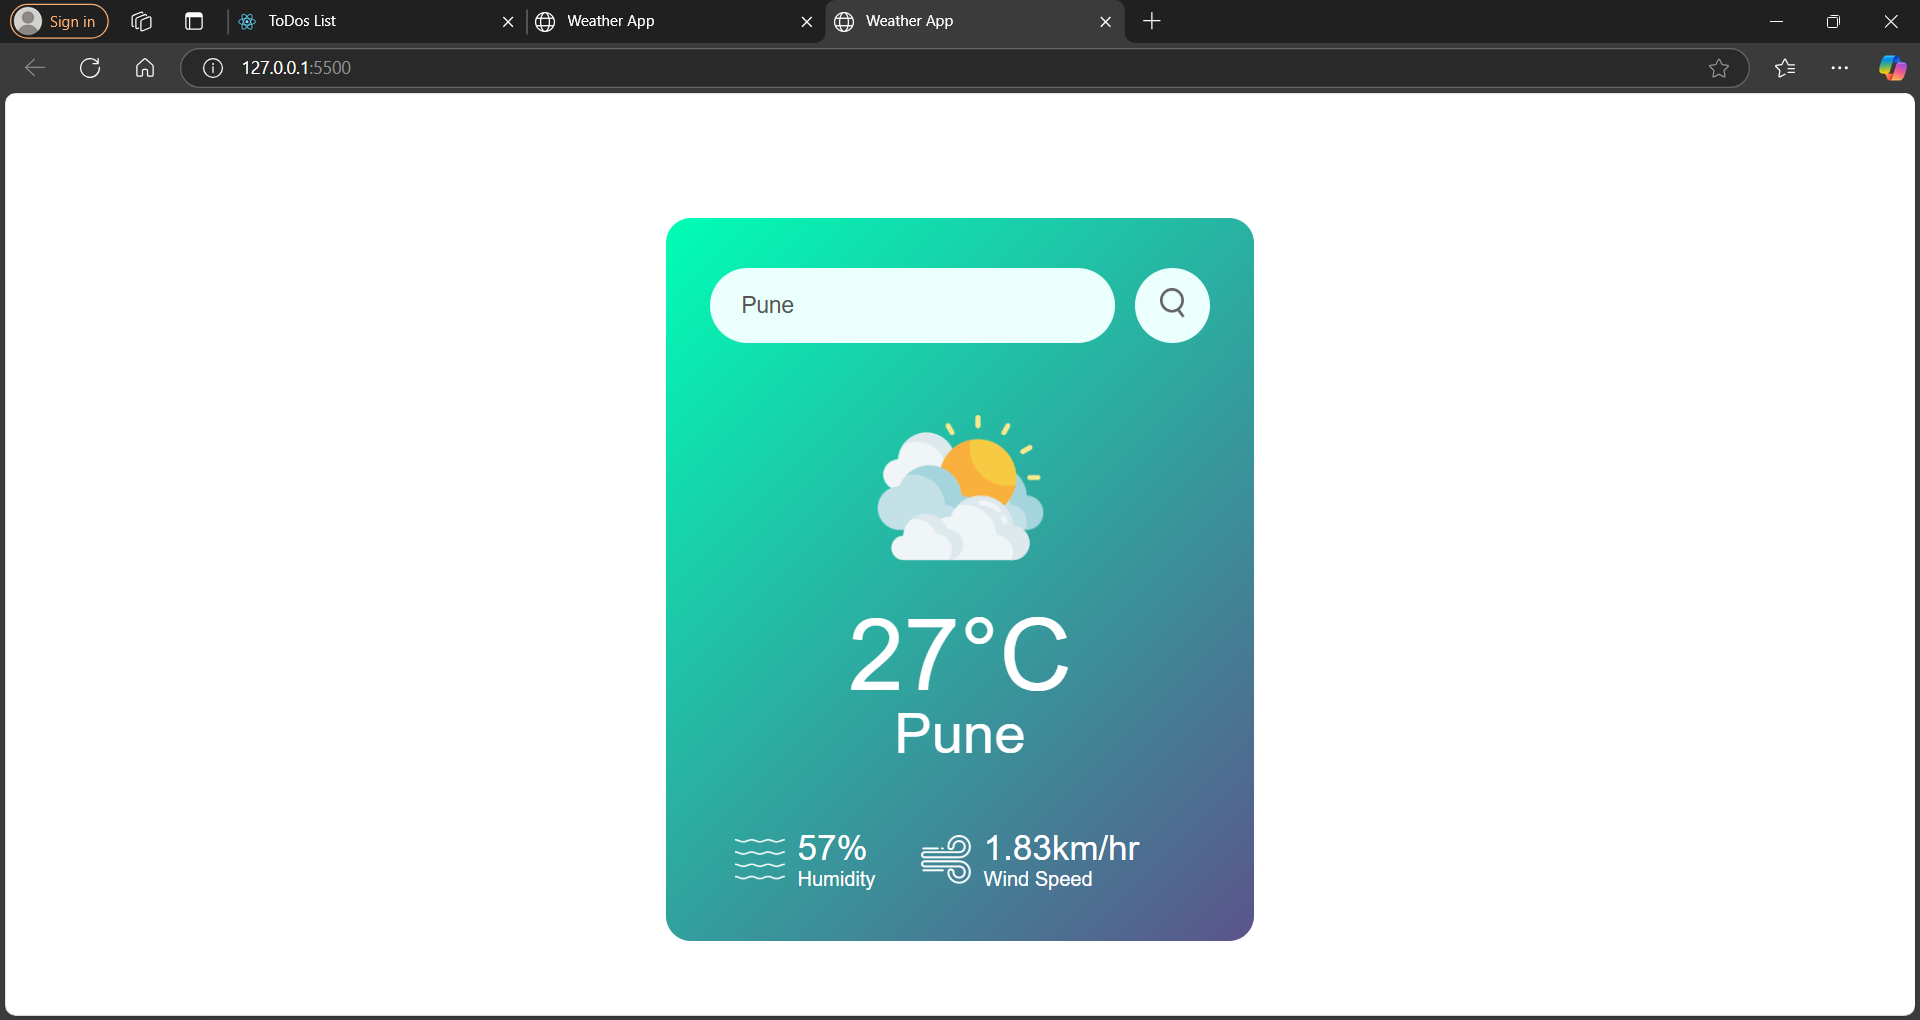 Sign in
ToDos List
Weather App
Weather App
127.0.0.1:5500
Pune
27°C
Pune
57%
Humidity
1.83km/hr
Wind Speed